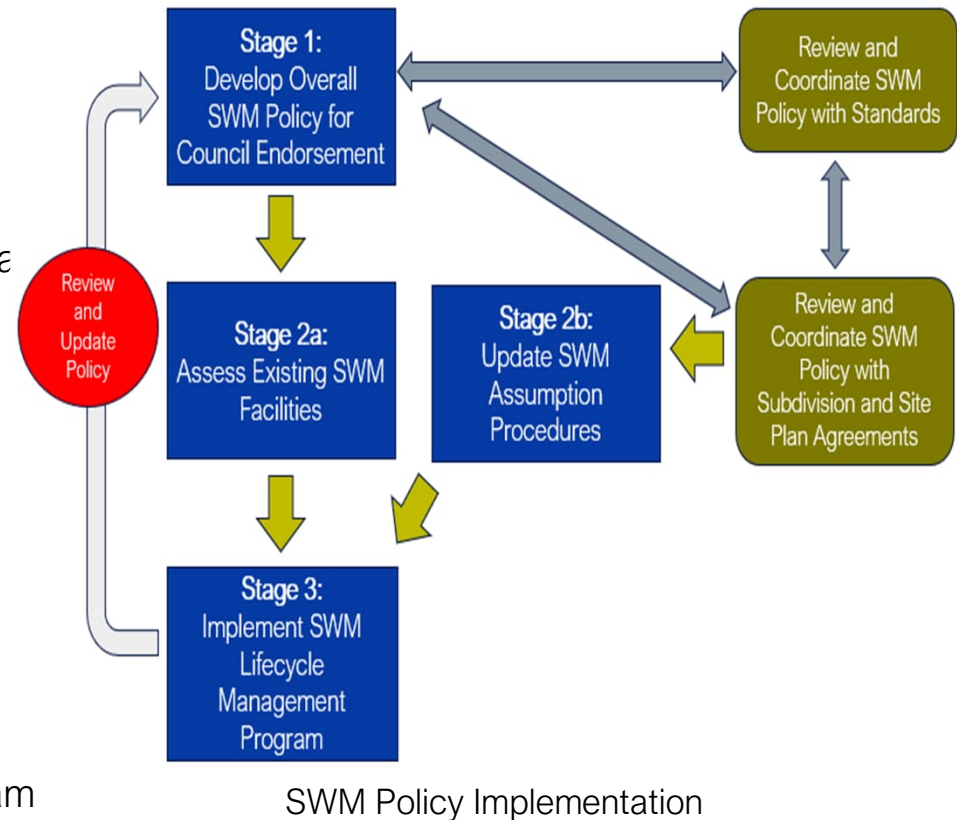 Stage 1:
Develop Overall
SWM Policy for
Council Endorsement
Review and
Coordinate SWM
Policy with Standards
Review
and
Update
Policy
Stage 2a:
Assess Existing SWM
Facilities
Stage 2b:
Update SWM
Assumption
Procedures
Review and
Coordinate SWM
Policy with
Subdivision and Site
Plan Agreements
Stage 3:
Implement SWM
Lifecycle
Management
Program
SWM Policy Implementation